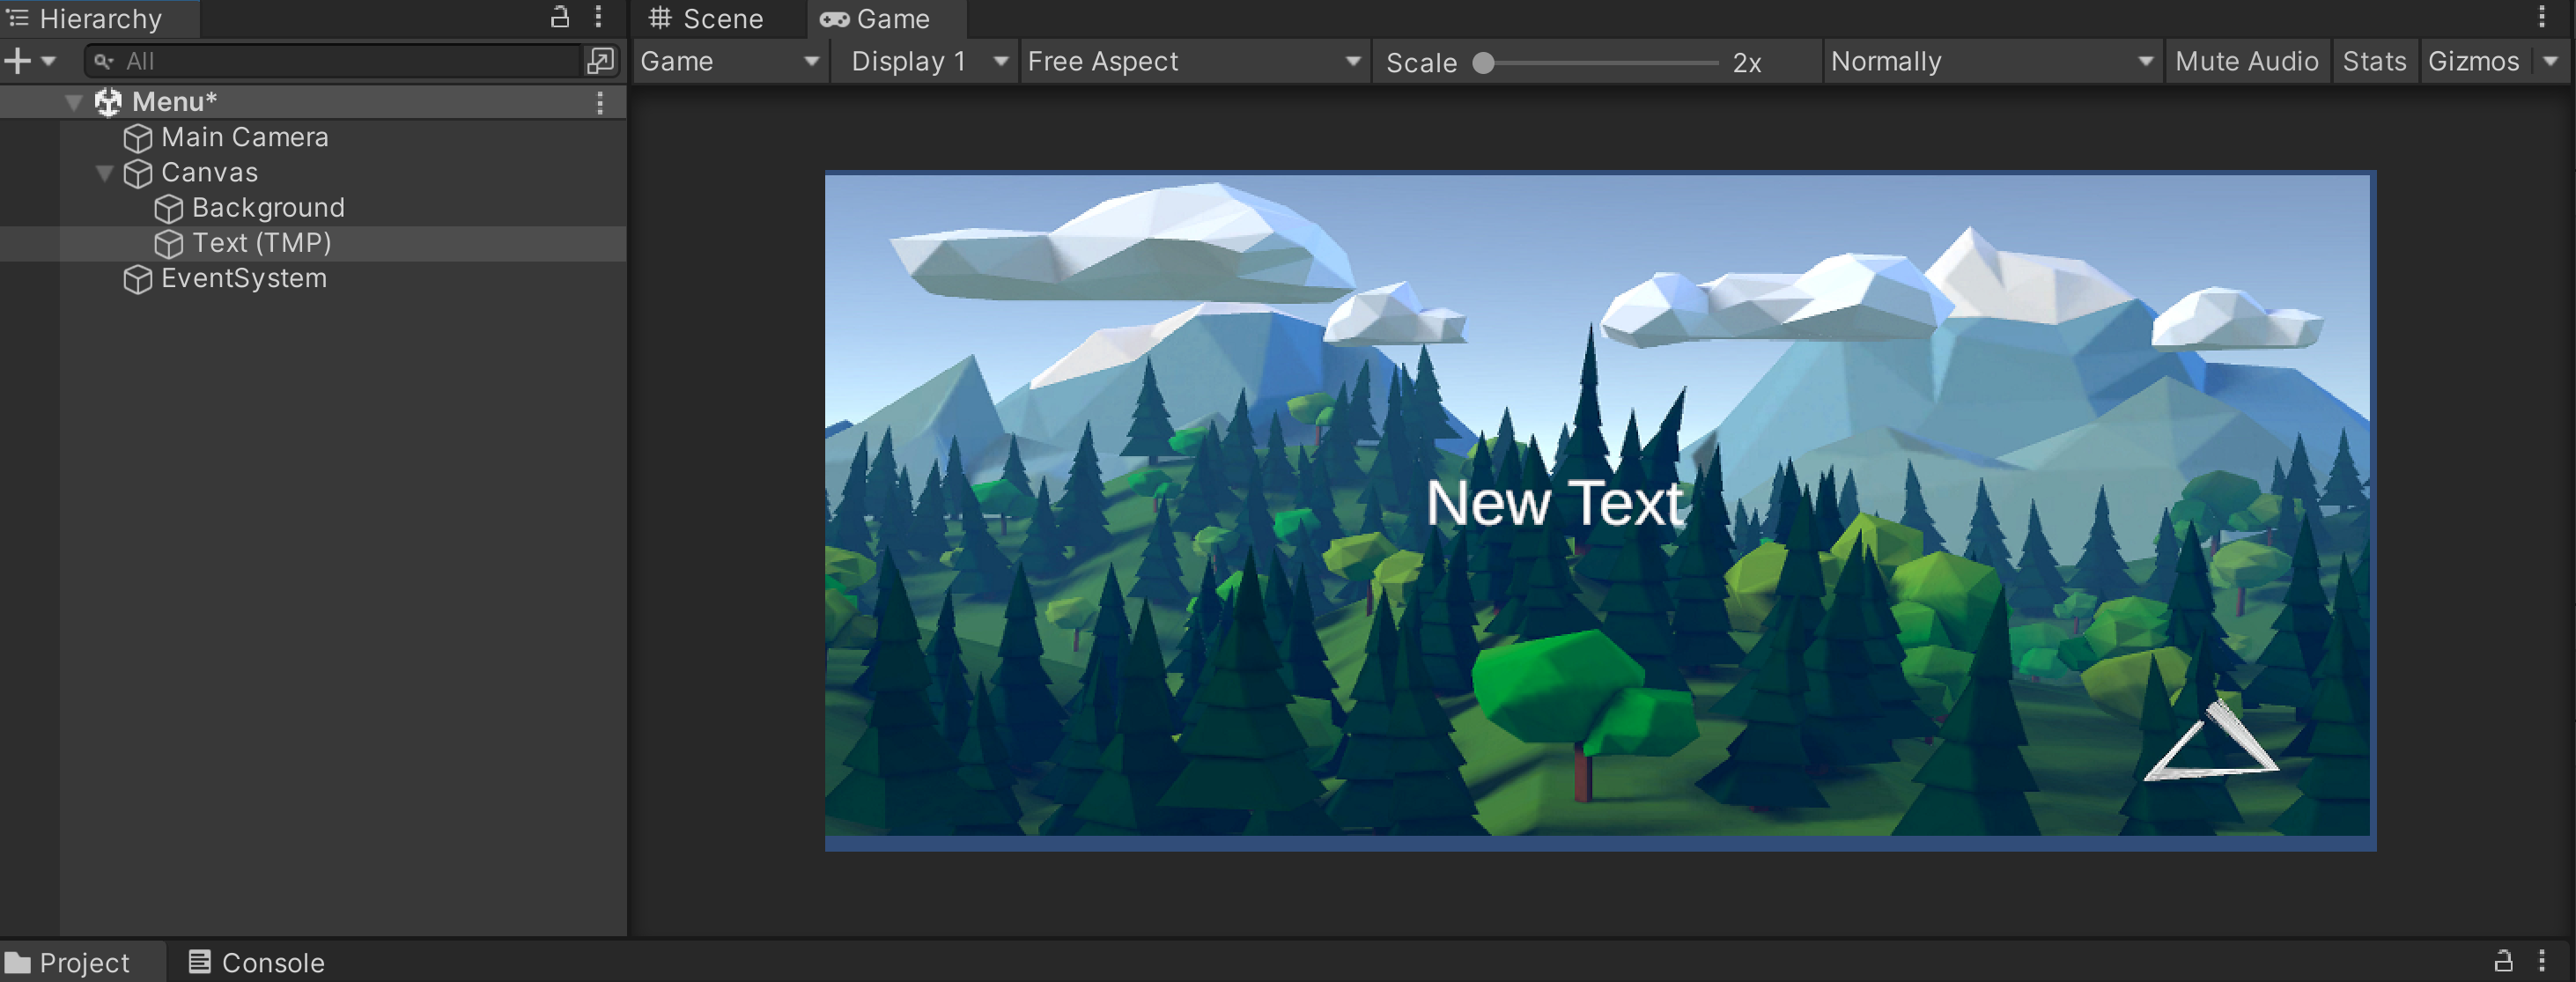 Hierarchy
All
Menu*
Main Camera
Canvas
Background
Text (TMP)
EventSystem
Scene
Game
Game
Display 1
Free Aspect
Scale
2x
Normally
Mute Audio
Stats
Gizmos
New Text
Project
Console